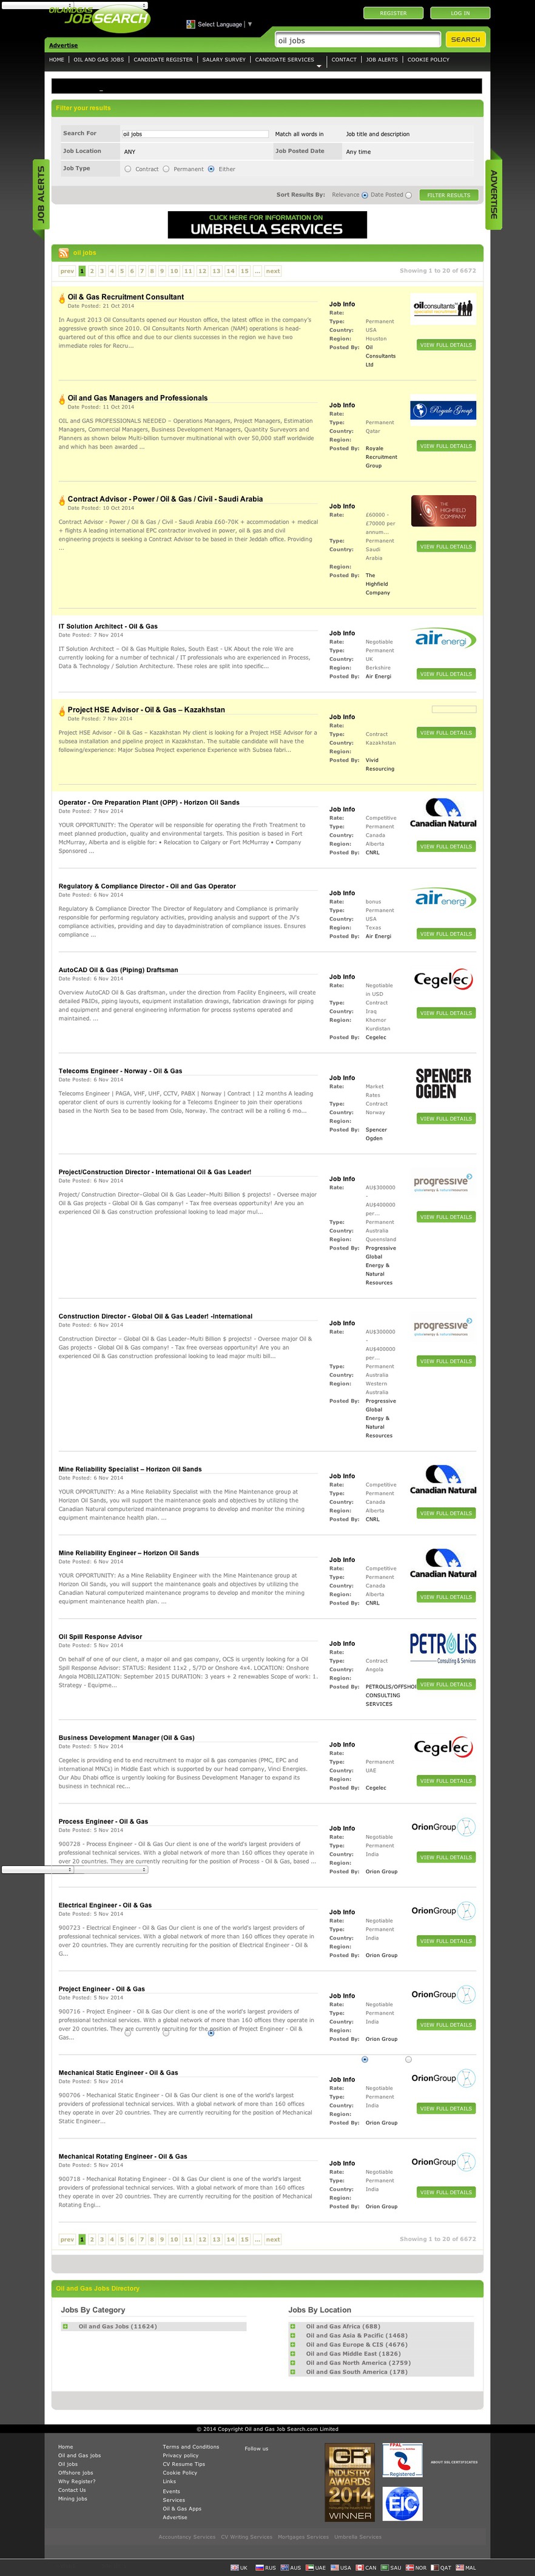 OILANDGAS
JOBSEARCH
Select Language ▼
REGISTER LOG IN
Advertise
oil jobs SEARCH
HOME OIL AND GAS JOBS CANDIDATE REGISTER SALARY SURVEY CANDIDATE SERVICES CONTACT JOB ALERTS COOKIE POLICY
Filter your results
Search For oil jobs Match all words in Job title and description
Job Location ANY Job Posted Date Any time
Job Type Contract Permanent Either
Sort Results By: Relevance Date Posted FILTER RESULTS
JOB ALERTS
ADVERTISE
CLICK HERE FOR INFORMATION ON
UMBRELLA SERVICES
oil jobs
prev 1 2 3 4 5 6 7 8 9 10 11 12 13 14 15 ... next Showing 1 to 20 of 6672
Oil & Gas Recruitment Consultant
Date Posted: 21 Oct 2014
In August 2013 Oil Consultants opened our Houston office, the latest office in the company's
aggressive growth since 2010. Oil Consultants North American (NAM) operations is head-
quartered out of this office and due to our clients successes in the region we have two
immediate roles for Recru...
Job Info
Rate:
Type: Permanent
Country: USA
Region: Houston
Posted By: Oil
Consultants
Ltd
oilconsultants
VIEW FULL DETAILS
Oil and Gas Managers and Professionals
Date Posted: 11 Oct 2014
OIL and GAS PROFESSIONALS NEEDED – Operations Managers, Project Managers, Estimation
Managers, Commercial Managers, Business Development Managers, Quantity Surveyors and
Planners as shown below Multi-billion turnover multinational with over 50,000 staff worldwide
and which has been awarded ...
Job Info
Rate:
Type: Permanent
Country: Qatar
Region:
Posted By: Royale
Recruitment
Group
Royale Group
VIEW FULL DETAILS
Contract Advisor - Power / Oil & Gas / Civil - Saudi Arabia
Date Posted: 10 Oct 2014
Contract Advisor - Power / Oil & Gas / Civil - Saudi Arabia £60-70K + accommodation + medical
+ flights A leading international EPC contractor involved in power, oil & gas and civil
engineering projects is seeking a Contract Advisor to be based in their Jeddah office. Providing
...
Job Info
Rate: £60000 -
£70000 per
annum...
Type: Permanent
Country: Saudi
Arabia
Region:
Posted By: The
Highfield
Company
THE
HIGHFIELD
COMPANY
VIEW FULL DETAILS
IT Solution Architect - Oil & Gas
Date Posted: 7 Nov 2014
IT Solution Architect – Oil & Gas Multiple Roles, South East - UK About the role We are
currently looking for a number of technical / IT professionals who are experienced in Process,
Data & Technology / Solution Architecture. These roles are split into specific...
Job Info
Rate: Negotiable
Type: Permanent
Country: UK
Region: Berkshire
Posted By: Air Energi
air energi
VIEW FULL DETAILS
Project HSE Advisor - Oil & Gas – Kazakhstan
Date Posted: 7 Nov 2014
Project HSE Advisor - Oil & Gas – Kazakhstan My client is looking for a Project HSE Advisor for a
subsea installation and pipeline project in Kazakhstan. The suitable candidate will have the
following/experience: Major Subsea Project experience Experience with Subsea fabri...
Job Info
Rate:
Type: Contract
Country: Kazakhstan
Region:
Posted By: Vivid
Resourcing
VIEW FULL DETAILS
Operator - Ore Preparation Plant (OPP) - Horizon Oil Sands
Date Posted: 7 Nov 2014
YOUR OPPORTUNITY: The Operator will be responsible for operating the Froth Treatment to
meet planned production, quality and environmental targets. This position is based in Fort
McMurray, Alberta and is eligible for: • Relocation to Calgary or Fort McMurray • Company
Sponsored ...
Job Info
Rate: Competitive
Type: Permanent
Country: Canada
Region: Alberta
Posted By: CNRL
Canadian Natural
VIEW FULL DETAILS
Regulatory & Compliance Director - Oil and Gas Operator
Date Posted: 6 Nov 2014
Regulatory & Compliance Director The Director of Regulatory and Compliance is primarily
responsible for performing regulatory activities, providing analysis and support of the JV's
compliance activities, providing and day to dayadministration of compliance issues. Ensures
compliance ...
Job Info
Rate: bonus
Type: Permanent
Country: USA
Region: Texas
Posted By: Air Energi
air energi
VIEW FULL DETAILS
AutoCAD Oil & Gas (Piping) Draftsman
Date Posted: 6 Nov 2014
Overview AutoCAD Oil & Gas draftsman, under the direction from Facility Engineers, will create
detailed P&IDs, piping layouts, equipment installation drawings, fabrication drawings for piping
and equipment and general engineering information for process systems operated and
maintained. ...
Job Info
Rate: Negotiable
in USD
Type: Contract
Country: Iraq
Region: Khomor
Kurdistan
Posted By: Cegelec
Cegelec
VIEW FULL DETAILS
Telecoms Engineer - Norway - Oil & Gas
Date Posted: 6 Nov 2014
Telecoms Engineer | PAGA, VHF, UHF, CCTV, PABX | Norway | Contract | 12 months A leading
operator client of ours is currently looking for a Telecoms Engineer to join their operations
based in the North Sea to be based from Oslo, Norway. The contract will be a rolling 6 mo...
Job Info
Rate: Market
Rates
Type: Contract
Country: Norway
Region:
Posted By: Spencer
Ogden
SPENCER
OGDEN
VIEW FULL DETAILS
Project/Construction Director - International Oil & Gas Leader!
Date Posted: 6 Nov 2014
Project/ Construction Director–Global Oil & Gas Leader–Multi Billion $ projects! - Oversee major
Oil & Gas projects - Global Oil & Gas company! - Tax free overseas opportunity! Are you an
experienced Oil & Gas construction professional looking to lead major mul...
Job Info
Rate: AU$300000
-
AU$400000
per...
Type: Permanent
Country: Australia
Region: Queensland
Posted By: Progressive
Global
Energy &
Natural
Resources
progressive
globalenergy & naturalresources
VIEW FULL DETAILS
Construction Director - Global Oil & Gas Leader! -International
Date Posted: 6 Nov 2014
Construction Director – Global Oil & Gas Leader–Multi Billion $ projects! - Oversee major Oil &
Gas projects - Global Oil & Gas company! - Tax free overseas opportunity! Are you an
experienced Oil & Gas construction professional looking to lead major multi bill...
Job Info
Rate: AU$300000
-
AU$400000
per...
Type: Permanent
Country: Australia
Region: Western
Australia
Posted By: Progressive
Global
Energy &
Natural
Resources
progressive
globalenergy & naturalresources
VIEW FULL DETAILS
Mine Reliability Specialist – Horizon Oil Sands
Date Posted: 6 Nov 2014
YOUR OPPORTUNITY: As a Mine Reliability Specialist with the Mine Maintenance group at
Horizon Oil Sands, you will support the maintenance goals and objectives by utilizing the
Canadian Natural computerized maintenance programs to develop and monitor the mining
equipment maintenance health plan. ...
Job Info
Rate: Competitive
Type: Permanent
Country: Canada
Region: Alberta
Posted By: CNRL
Canadian Natural
VIEW FULL DETAILS
Mine Reliability Engineer – Horizon Oil Sands
Date Posted: 6 Nov 2014
YOUR OPPORTUNITY: As a Mine Reliability Engineer with the Mine Maintenance group at
Horizon Oil Sands, you will support the maintenance goals and objectives by utilizing the
Canadian Natural computerized maintenance programs to develop and monitor the mining
equipment maintenance health plan. ...
Job Info
Rate: Competitive
Type: Permanent
Country: Canada
Region: Alberta
Posted By: CNRL
Canadian Natural
VIEW FULL DETAILS
Oil Spill Response Advisor
Date Posted: 5 Nov 2014
On behalf of one of our client, a major oil and gas company, OCS is urgently looking for a Oil
Spill Response Advisor: STATUS: Resident 11x2 , 5/7D or Onshore 4x4. LOCATION: Onshore
Angola MOBILIZATION: September 2015 DURATION: 3 years + 2 renewables Scope of work: 1.
Strategy - Equipme...
Job Info
Rate:
Type: Contract
Country: Angola
Region:
Posted By: PETROLIS/OFFSHOR
CONSULTING
SERVICES
PETROLIS
Consulting & Services
VIEW FULL DETAILS
Business Development Manager (Oil & Gas)
Date Posted: 5 Nov 2014
Cegelec is providing end to end recruitment to major oil & gas companies (PMC, EPC and
international MNCs) in Middle East which is supported by our head company, Vinci Energies.
Our Abu Dhabi office is urgently looking for Business Development Manager to expand its
business in technical rec...
Job Info
Rate:
Type: Permanent
Country: UAE
Region:
Posted By: Cegelec
Cegelec
VIEW FULL DETAILS
Process Engineer - Oil & Gas
Date Posted: 5 Nov 2014
900728 - Process Engineer - Oil & Gas Our client is one of the world's largest providers of
professional technical services. With a global network of more than 160 offices they operate in
over 20 countries. They are currently recruiting for the position of Process - Oil & Gas, based ...
Job Info
Rate: Negotiable
Type: Permanent
Country: India
Region:
Posted By: Orion Group
OrionGroup
VIEW FULL DETAILS
Electrical Engineer - Oil & Gas
Date Posted: 5 Nov 2014
900723 - Electrical Engineer - Oil & Gas Our client is one of the world's largest providers of
professional technical services. With a global network of more than 160 offices they operate in
over 20 countries. They are currently recruiting for the position of Electrical Engineer - Oil &
G...
Job Info
Rate: Negotiable
Type: Permanent
Country: India
Region:
Posted By: Orion Group
OrionGroup
VIEW FULL DETAILS
Project Engineer - Oil & Gas
Date Posted: 5 Nov 2014
900716 - Project Engineer - Oil & Gas Our client is one of the world's largest providers of
professional technical services. With a global network of more than 160 offices they operate in
over 20 countries. They are currently recruiting for the position of Project Engineer - Oil &
Gas...
Job Info
Rate: Negotiable
Type: Permanent
Country: India
Region:
Posted By: Orion Group
OrionGroup
VIEW FULL DETAILS
Mechanical Static Engineer - Oil & Gas
Date Posted: 5 Nov 2014
900706 - Mechanical Static Engineer - Oil & Gas Our client is one of the world's largest
providers of professional technical services. With a global network of more than 160 offices
they operate in over 20 countries. They are currently recruiting for the position of Mechanical
Static Engineer...
Job Info
Rate: Negotiable
Type: Permanent
Country: India
Region:
Posted By: Orion Group
OrionGroup
VIEW FULL DETAILS
Mechanical Rotating Engineer - Oil & Gas
Date Posted: 5 Nov 2014
900718 - Mechanical Rotating Engineer - Oil & Gas Our client is one of the world's largest
providers of professional technical services. With a global network of more than 160 offices
they operate in over 20 countries. They are currently recruiting for the position of Mechanical
Rotating Engi...
Job Info
Rate: Negotiable
Type: Permanent
Country: India
Region:
Posted By: Orion Group
OrionGroup
VIEW FULL DETAILS
prev 1 2 3 4 5 6 7 8 9 10 11 12 13 14 15 ... next Showing 1 to 20 of 6672
Oil and Gas Jobs Directory
Jobs By Category
Oil and Gas Jobs (11624)
Jobs By Location
Oil and Gas Africa (688)
Oil and Gas Asia & Pacific (1468)
Oil and Gas Europe & CIS (4676)
Oil and Gas Middle East (1826)
Oil and Gas North America (2759)
Oil and Gas South America (178)
© 2014 Copyright Oil and Gas Job Search.com Limited
Home
Oil and Gas Jobs
Oil Jobs
Offshore Jobs
Why Register?
Contact Us
Mining Jobs
Terms and Conditions
Privacy policy
CV Resume Tips
Cookie Policy
Links
Events
Services
Oil & Gas Apps
Advertise
Follow us
INDUSTRY
AWARDS
2014
WINNER
FPAL
Registered
EIC
ABOUT SSL CERTIFICATES
Accountancy Services CV Writing Services Mortgages Services Umbrella Services
UK RUS AUS UAE USA CAN SAU NOR QAT MAL